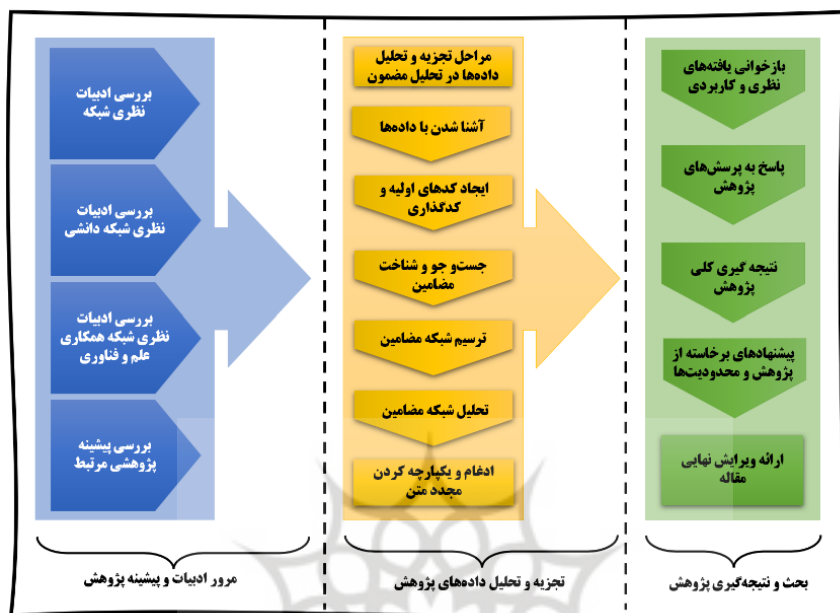 بررسی ادبیات
نظری شبکه
بررسی ادبیات
نظری شبکه دانشی
بررسی ادبیات
نظری شبکه همکاری
علم و فناوری
بررسی پیشینه
پژوهشی مرتبط
مرور ادبیات و پیشینه پژوهش
مراحل تجزیه و تحلیل
داده‌ها در تحلیل مضمون
آشنا شدن با داده‌ها
ایجاد کدهای اولیه و
کدگذاری
جست‌و جو و شناخت
مضامین
ترسیم شبکه مضامین
تحلیل شبکه مضامین
ادغام و یکپارچه کردن
مجدد متن
تجزیه و تحلیل داده‌های پژوهش
بازخوانی یافته‌های
نظری و کاربردی
پاسخ به پرسش‌های
پژوهش
نتیجه گیری کلی
پژوهش
پیشنهادهای برخاسته از
پژوهش و محدودیت‌ها
ارائه ویرایش نهایی
مقاله
بحث و نتیجه‌گیری پژوهش